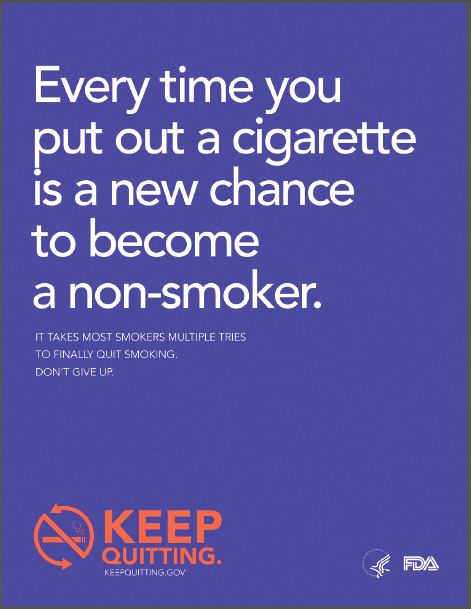 Every time you
put out a cigarette
is a new chance
to become
a non-smoker.
IT TAKES MOST SMOKERS MULTIPLE TRIES
TO FINALLY QUIT SMOKING.
DON'T GIVE UP.
KEEP
QUITTING.
KEEPQUITTING.GOV
FDA